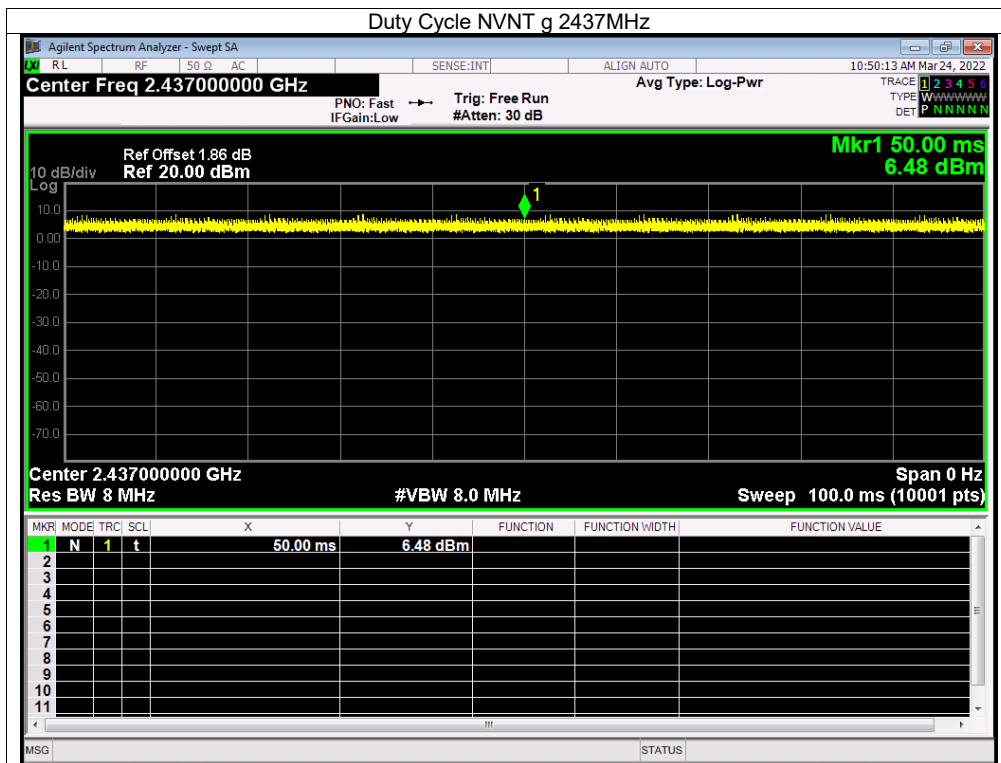 Duty Cycle NVNT g 2437MHz
Agilent Spectrum Analyzer - Swept SA
LXI RL RF 50 Ω AC SENSE:INT ALIGN AUTO 10:50:13 AM Mar 24, 2022
Center Freq 2.437000000 GHz Avg Type: Log-Pwr TRACE 1 2 3 4 5 6
PNO: Fast Trig: Free Run TYPE WWWWWW
IFGain:Low #Atten: 30 dB DET P N N N N N
Mkr1 50.00 ms
Ref Offset 1.86 dB 6.48 dBm
10 dB/div Ref 20.00 dBm
Log
1
10.0
0.00
-10.0
-20.0
-30.0
-40.0
-50.0
-60.0
-70.0
Center 2.437000000 GHz Span 0 Hz
Res BW 8 MHz #VBW 8.0 MHz Sweep 100.0 ms (10001 pts)
MKR MODE TRC SCL X Y FUNCTION FUNCTION WIDTH FUNCTION VALUE
1 N 1 t 50.00 ms 6.48 dBm
2
3
4
5
6
7
8
9
10
11
MSG STATUS